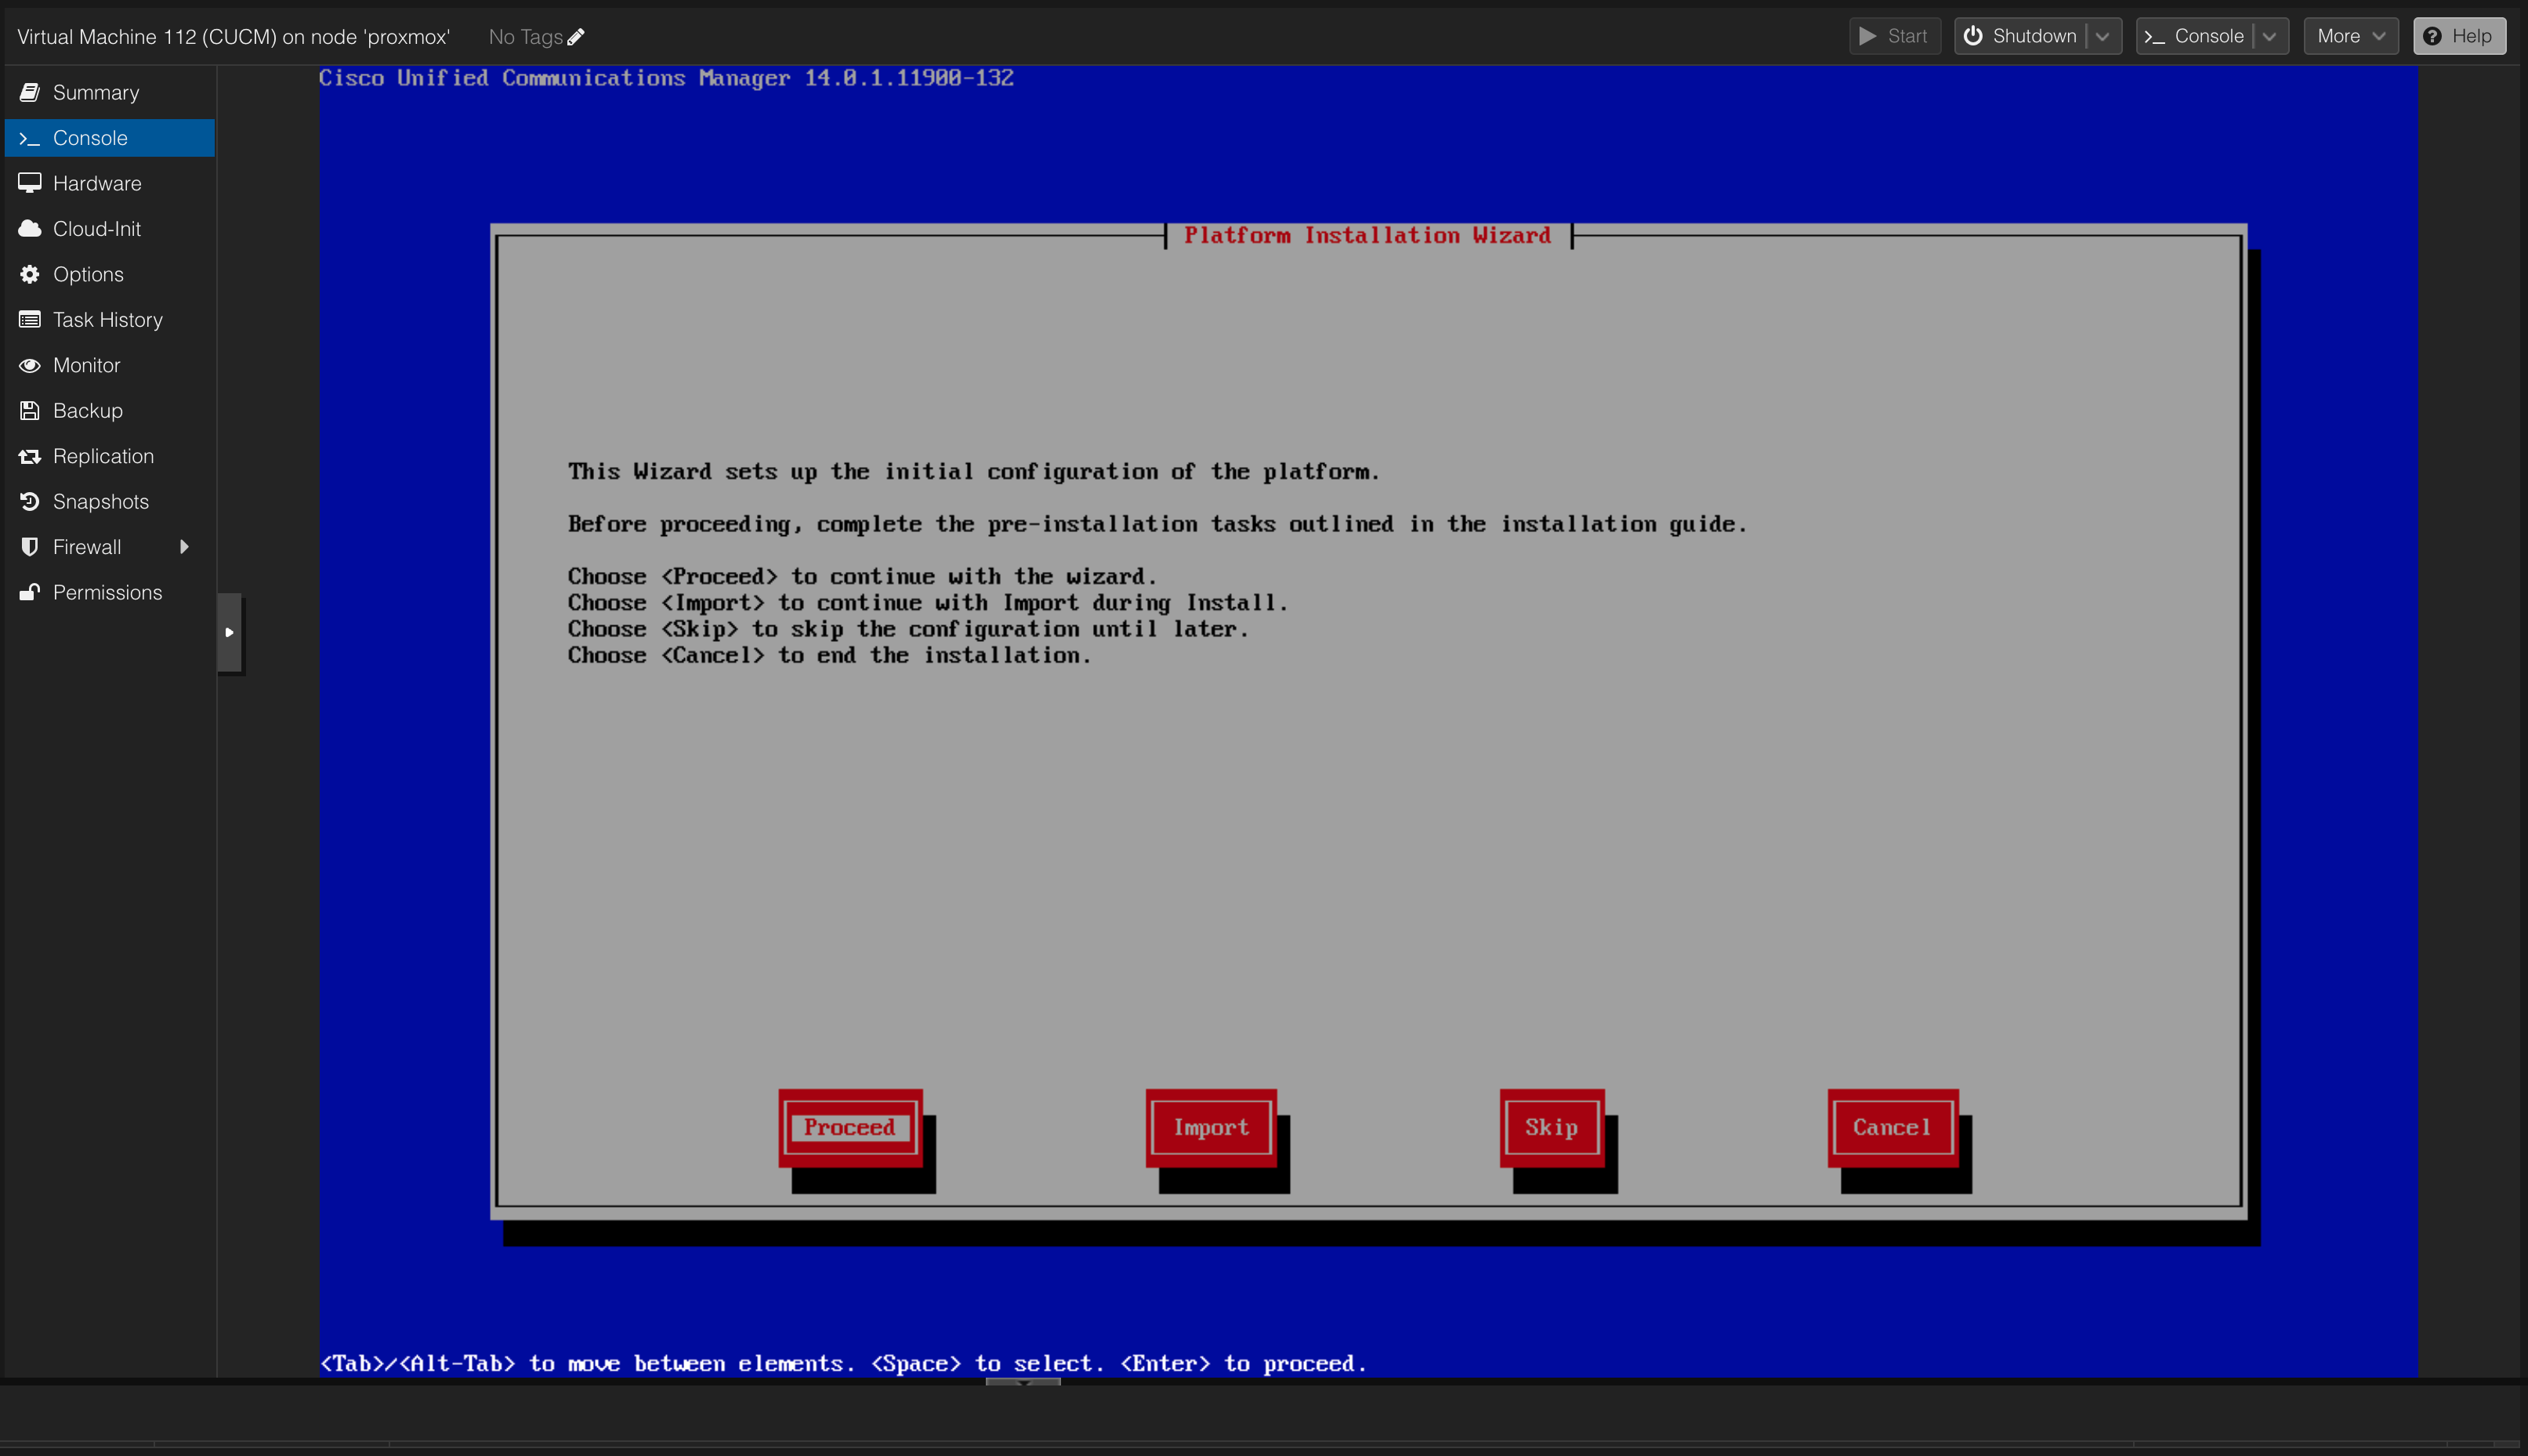 Virtual Machine 112 (CUCM) on node 'proxmox' No Tags Start Shutdown Console More Help
Summary
Console
Hardware
Cloud-Init
Options
Task History
Monitor
Backup
Replication
Snapshots
Firewall
Permissions
Cisco Unified Communications Manager 14.0.1.11900-132
Platform Installation Wizard
This Wizard sets up the initial configuration of the platform.
Before proceeding, complete the pre-installation tasks outlined in the installation guide.
Choose <Proceed> to continue with the wizard.
Choose <Import> to continue with Import during Install.
Choose <Skip> to skip the configuration until later.
Choose <Cancel> to end the installation.
Proceed Import Skip Cancel
<Tab>/<Alt-Tab> to move between elements. <Space> to select. <Enter> to proceed.